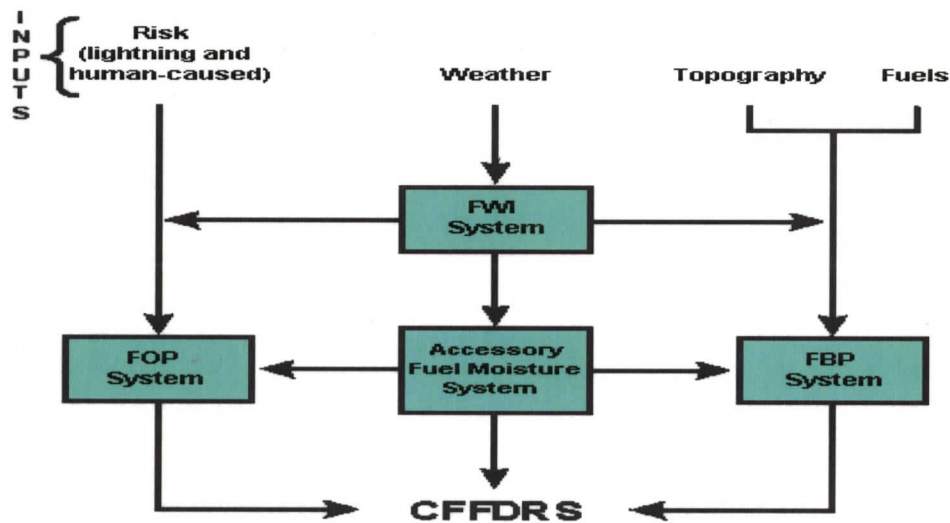 INPUTS
Risk
(lightning and
human-caused)
Weather
Topography
Fuels
FWI
System
FOP
System
Accessory
Fuel Moisture
System
FBP
System
CFFDRS